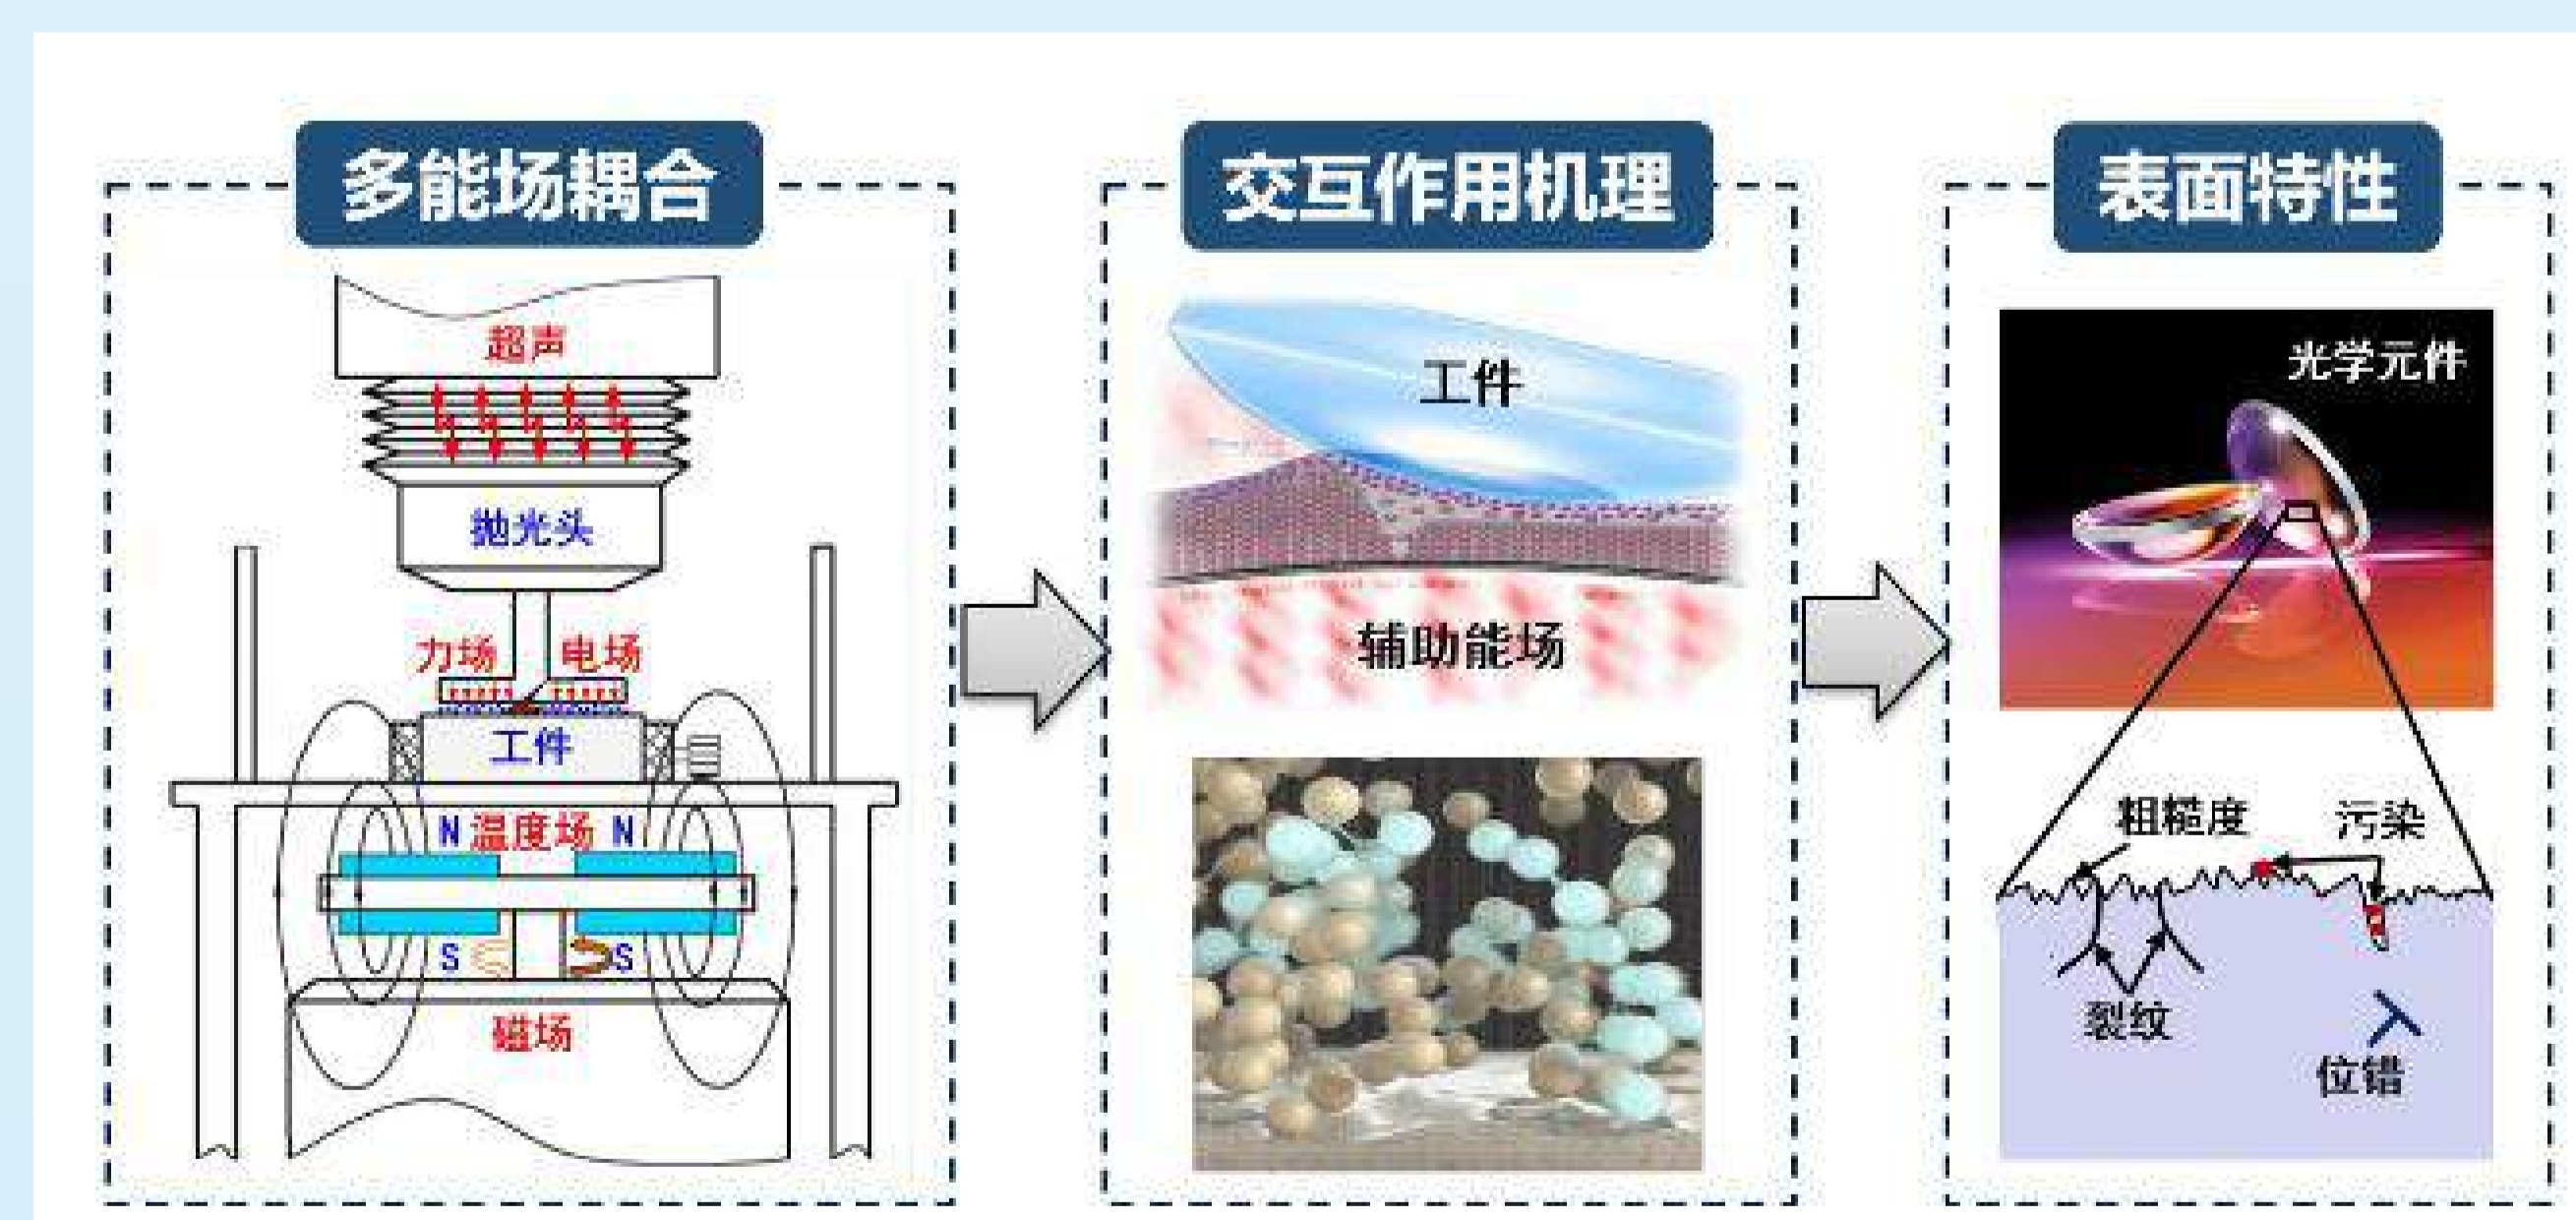 多能场耦合
超声
抛光头
力场 电场
工件
N 温度场 N
S S
磁场
交互作用机理
工件
辅助能场
表面特性
光学元件
粗糙度 污染
裂纹
位错